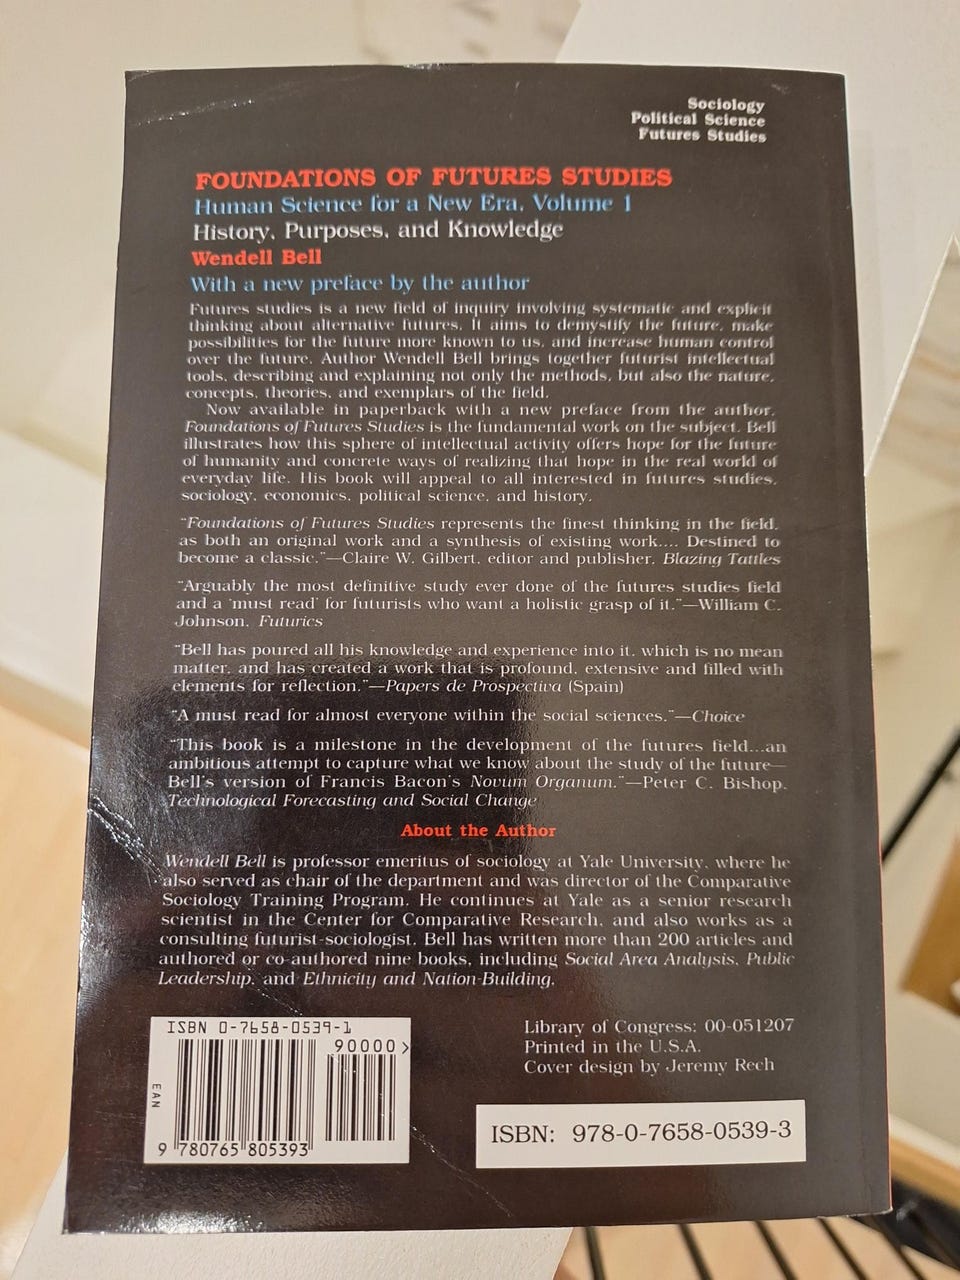 Sociology
Political Science
Futures Studies
FOUNDATIONS OF FUTURES STUDIES
Human Science for a New Era, Volume 1
History, Purposes, and Knowledge
Wendell Bell
With a new preface by the author
Futures studies is a new field of inquiry involving systematic and explicit
thinking about alternative futures. It aims to demystify the future, make
possibilities for the future more known to us, and increase human control
over the future. Author Wendell Bell brings together futurist intellectual
tools, describing and explaining not only the methods, but also the nature,
concepts, theories, and exemplars of the field.
Now available in paperback with a new preface from the author,
Foundations of Futures Studies is the fundamental work on the subject. Bell
illustrates how this sphere of intellectual activity offers hope for the future
of humanity and concrete ways of realizing that hope in the real world of
everyday life. His book will appeal to all interested in futures studies,
sociology, economics, political science, and history.
"Foundations of Futures Studies represents the finest thinking in the field,
as both an original work and a synthesis of existing work.... Destined to
become a classic."—Claire W. Gilbert, editor and publisher, Blazing Tattles
"Arguably the most definitive study ever done of the futures studies field
and a 'must read' for futurists who want a holistic grasp of it."—William C.
Johnson, Futurics
"Bell has poured all his knowledge and experience into it, which is no mean
matter, and has created a work that is profound, extensive and filled with
elements for reflection."—Papers de Prospectiva (Spain)
"A must read for almost everyone within the social sciences."—Choice
"This book is a milestone in the development of the futures field...an
ambitious attempt to capture what we know about the study of the future—
Bell's version of Francis Bacon's Novum Organum."—Peter C. Bishop,
Technological Forecasting and Social Change
About the Author
Wendell Bell is professor emeritus of sociology at Yale University, where he
also served as chair of the department and was director of the Comparative
Sociology Training Program. He continues at Yale as a senior research
scientist in the Center for Comparative Research, and also works as a
consulting futurist-sociologist. Bell has written more than 200 articles and
authored or co-authored nine books, including Social Area Analysis, Public
Leadership, and Ethnicity and Nation-Building.
ISBN 0-7658-0539-1
90000>
EAN
9 780765 805393
Library of Congress: 00-051207
Printed in the U.S.A.
Cover design by Jeremy Rech
ISBN: 978-0-7658-0539-3